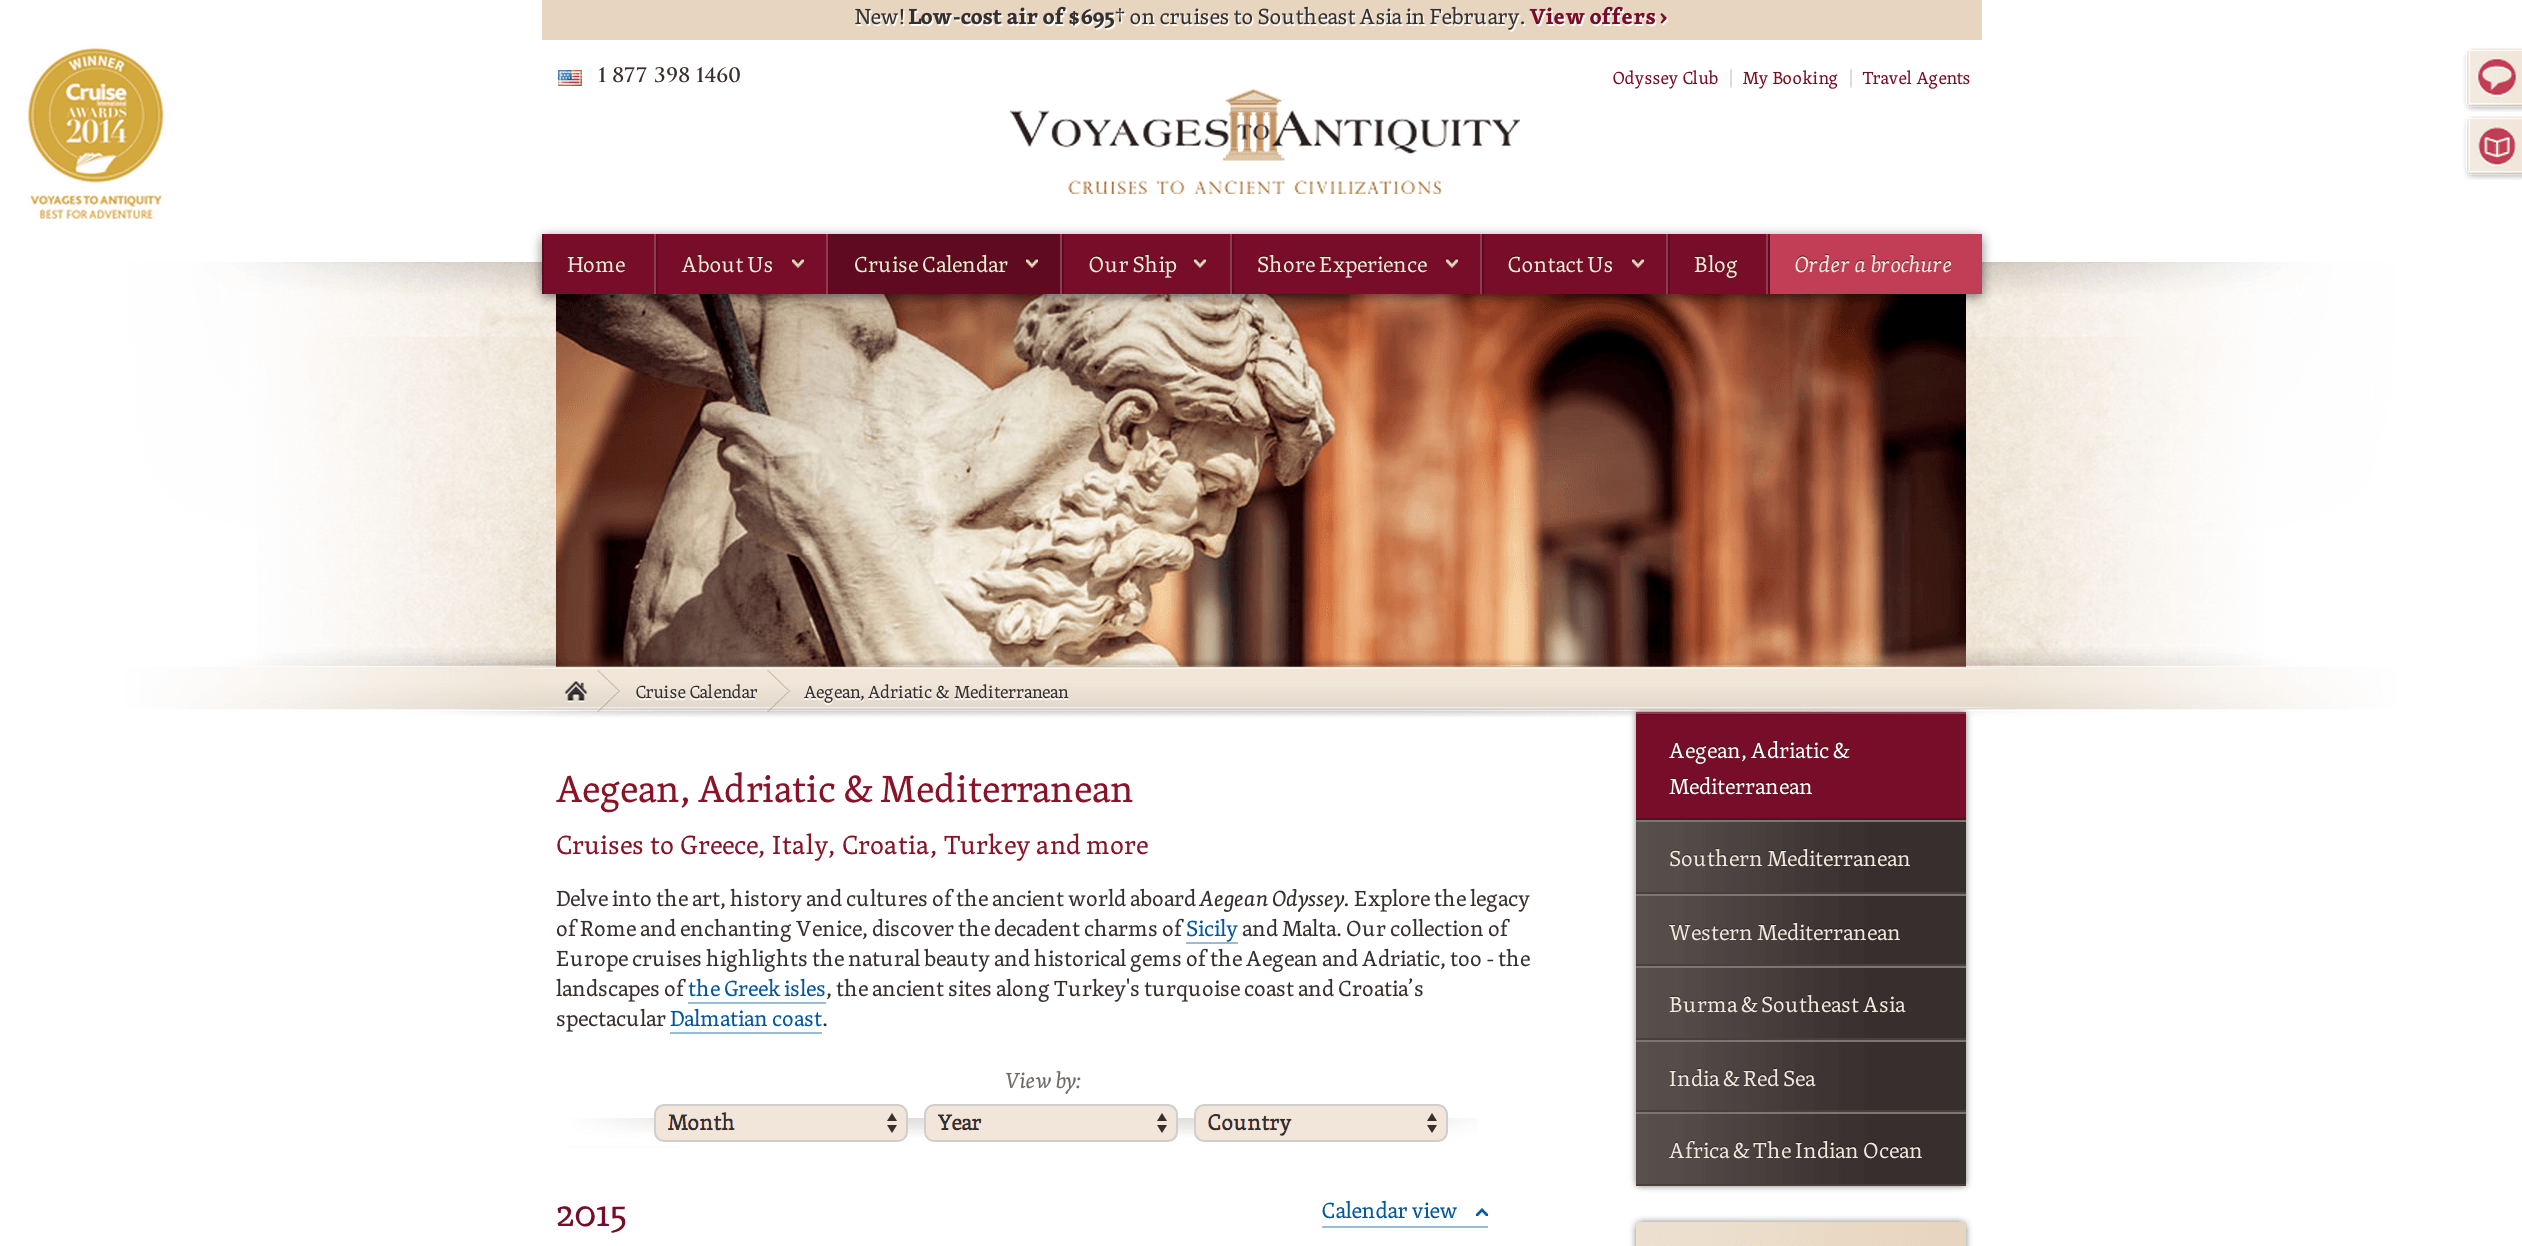 New! Low-cost air of $695† on cruises to Southeast Asia in February. View offers ›
WINNER
Cruise
International
AWARDS
2014
VOYAGES TO ANTIQUITY
BEST FOR ADVENTURE
1 877 398 1460
Odyssey Club | My Booking | Travel Agents
VOYAGES TO ANTIQUITY
CRUISES TO ANCIENT CIVILIZATIONS
Home About Us Cruise Calendar Our Ship Shore Experience Contact Us Blog Order a brochure
Cruise Calendar Aegean, Adriatic & Mediterranean
Aegean, Adriatic & Mediterranean
Cruises to Greece, Italy, Croatia, Turkey and more
Delve into the art, history and cultures of the ancient world aboard Aegean Odyssey. Explore the legacy
of Rome and enchanting Venice, discover the decadent charms of Sicily and Malta. Our collection of
Europe cruises highlights the natural beauty and historical gems of the Aegean and Adriatic, too - the
landscapes of the Greek isles, the ancient sites along Turkey's turquoise coast and Croatia’s
spectacular Dalmatian coast.
View by:
Month Year Country
2015 Calendar view
Aegean, Adriatic &
Mediterranean
Southern Mediterranean
Western Mediterranean
Burma & Southeast Asia
India & Red Sea
Africa & The Indian Ocean